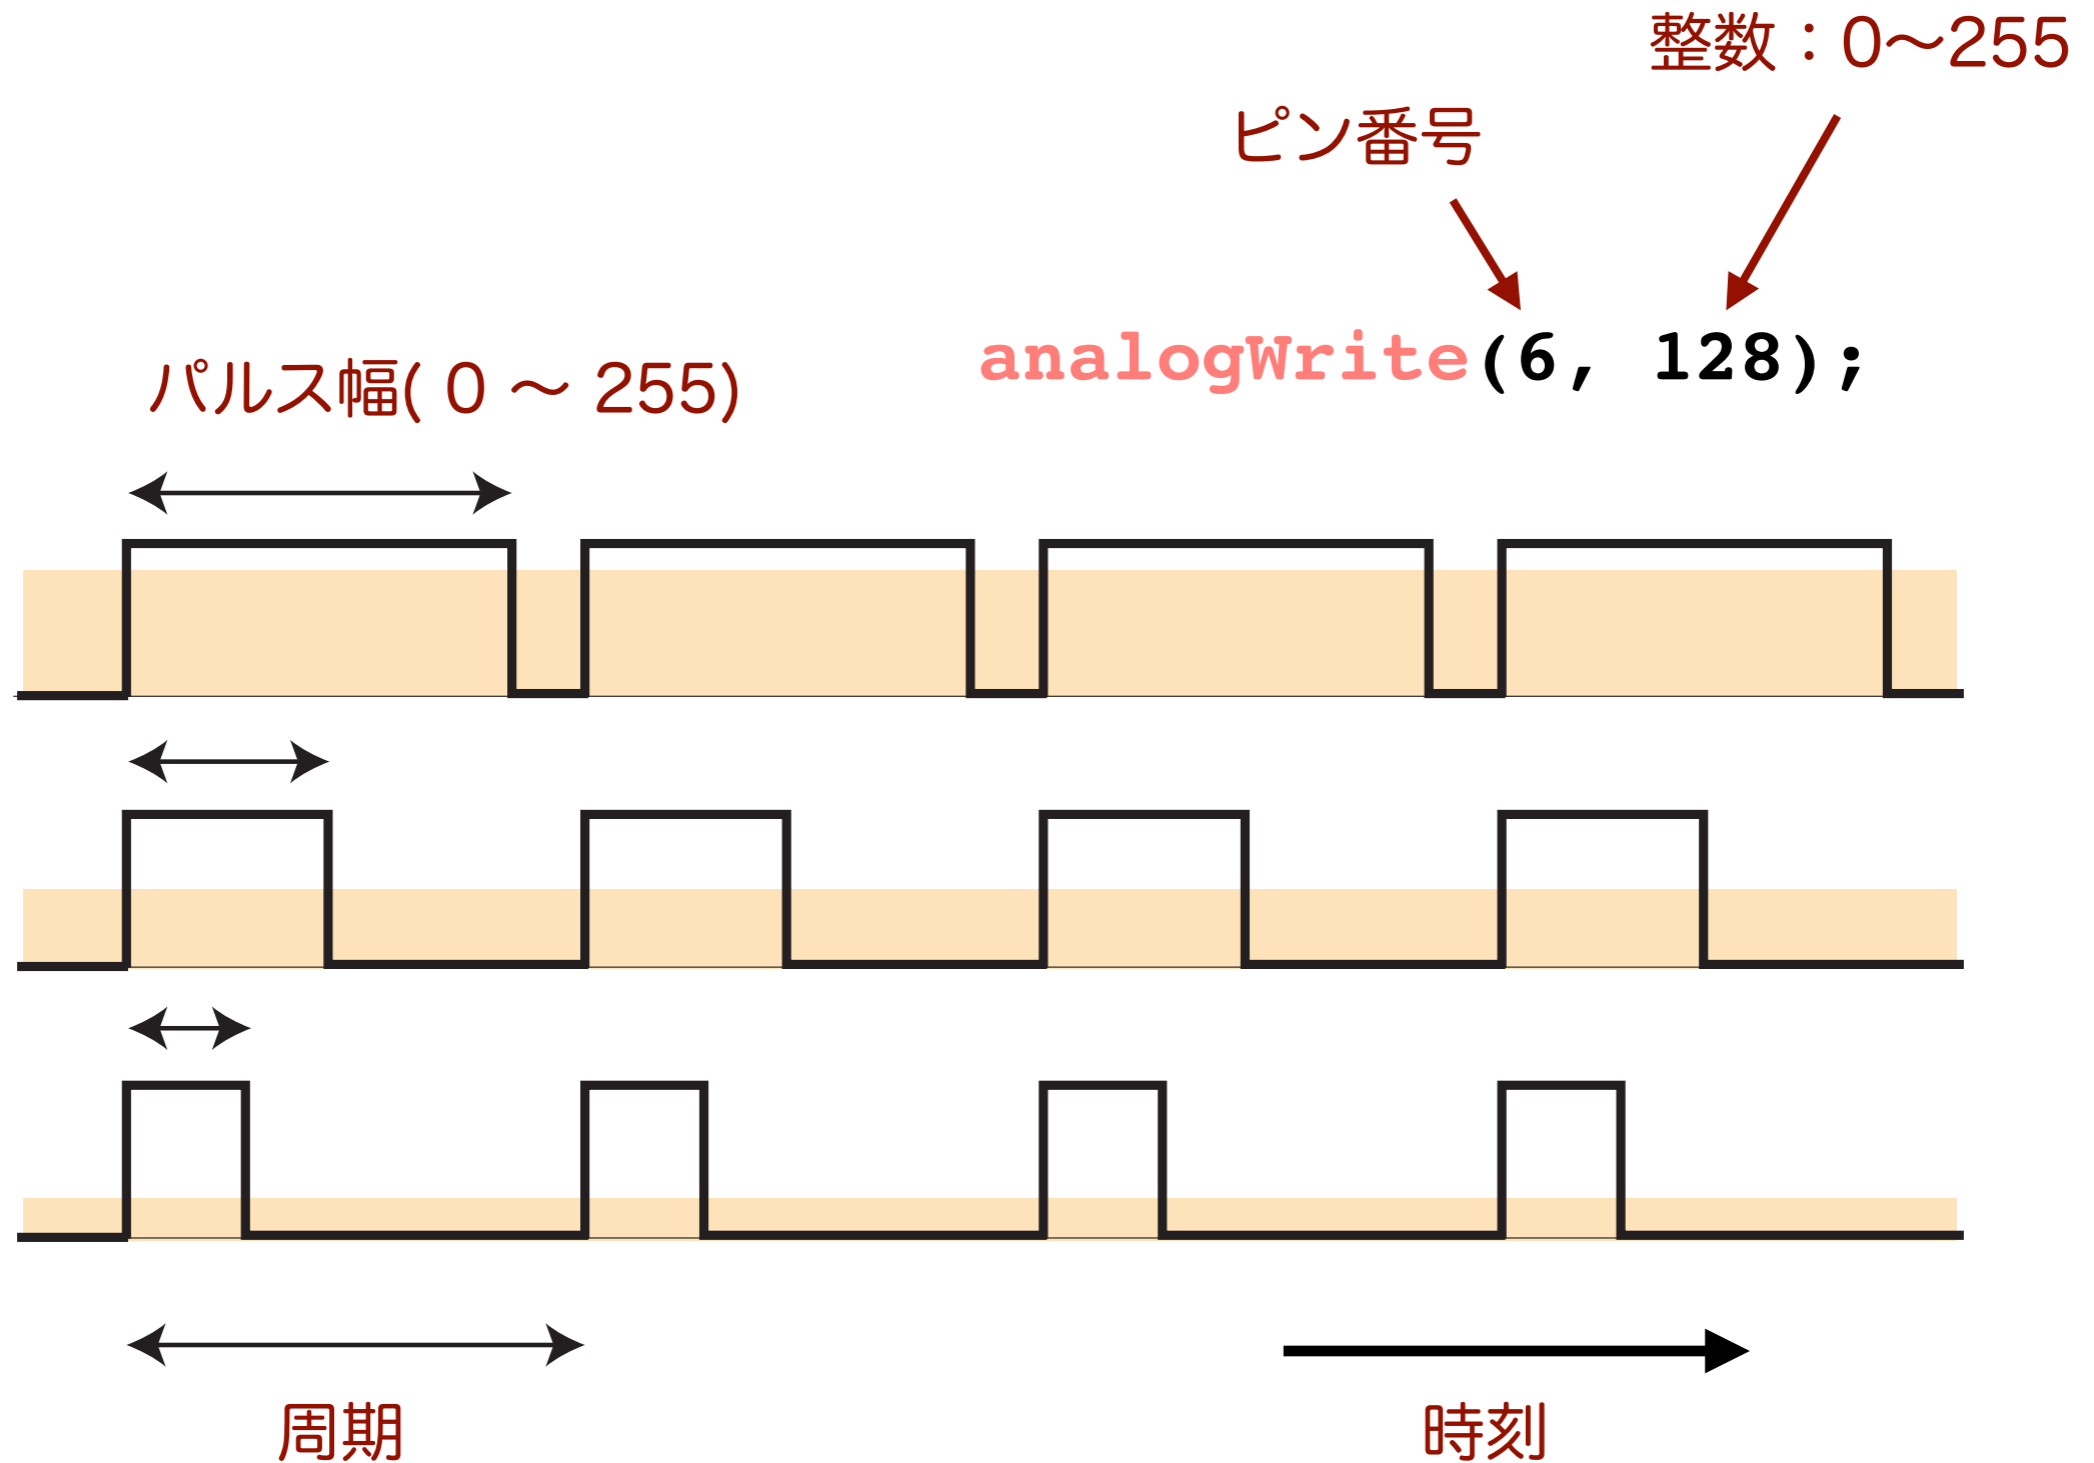 整数：0〜255
ピン番号
analogWrite(6, 128);
パルス幅( 0 〜 255)
周期
時刻